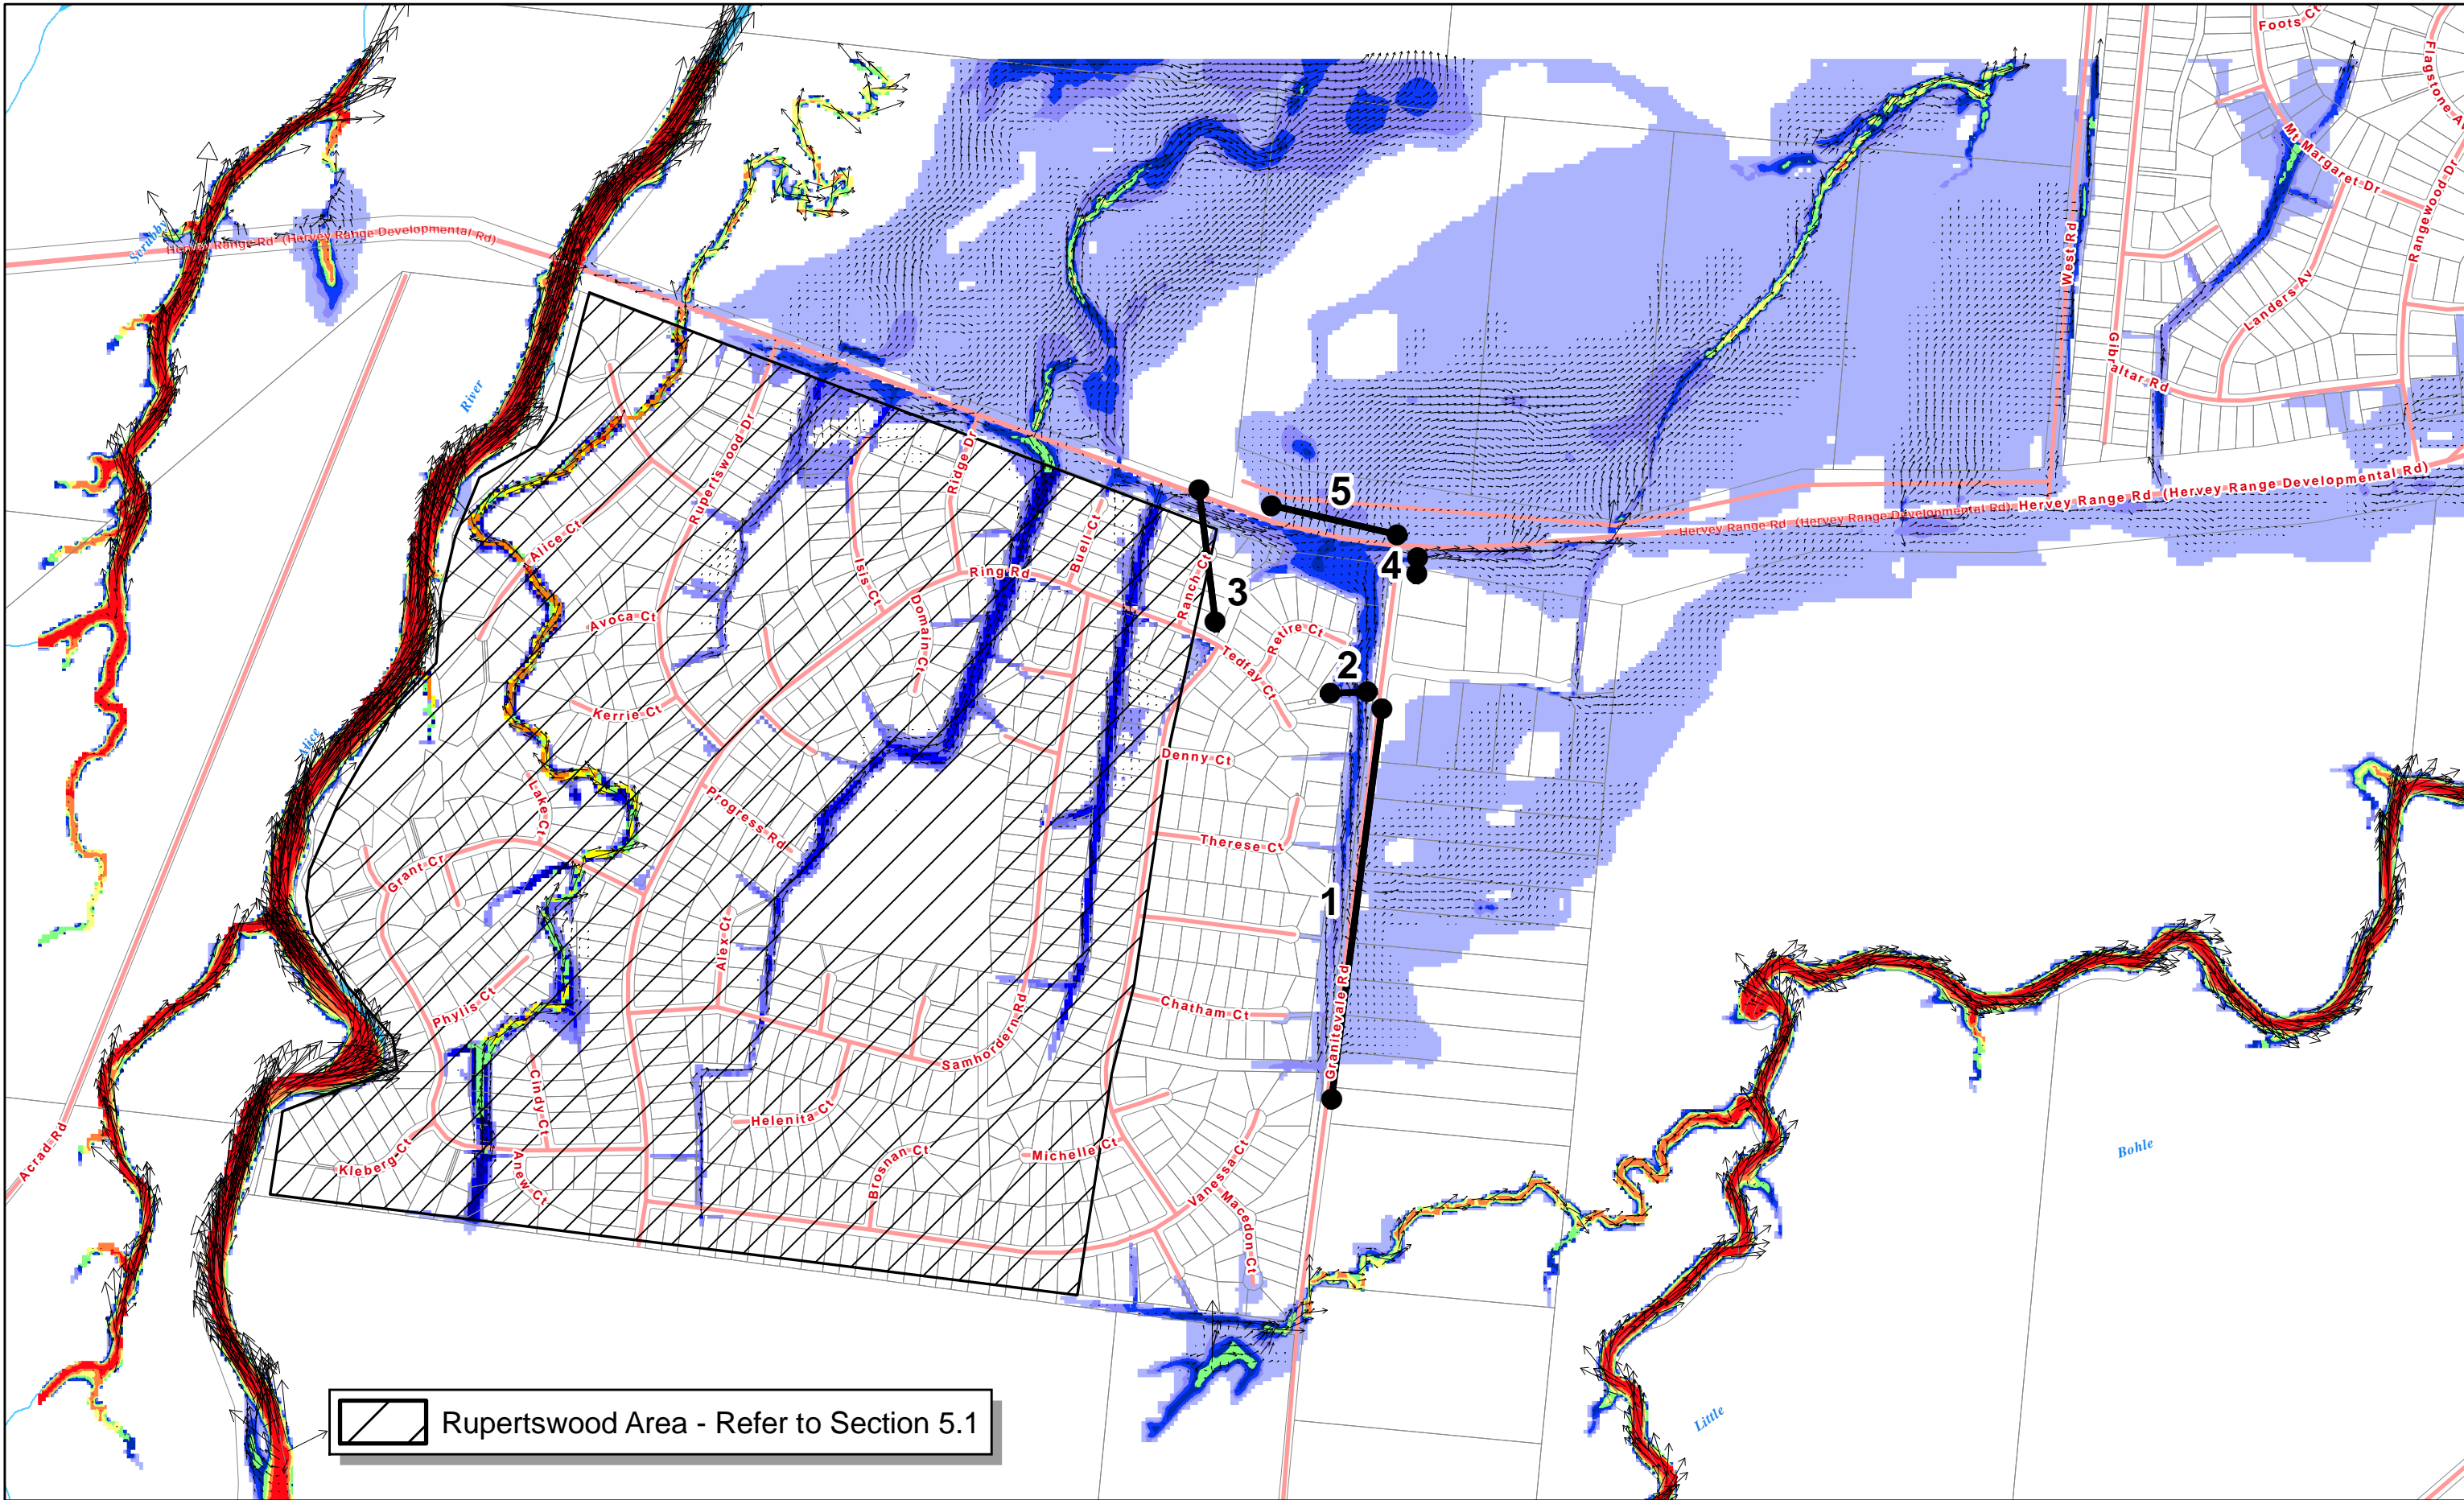 Foots Ct
Flagstone A
Mt Margaret Dr
Rangewood Dr
Scrubby
Hervey Range Rd (Hervey Range Developmental Rd)
West Rd
Landers Av
Gibraltar Rd
River
Rupertswood Dr
Ridge Dr
Hervey Range Rd (Hervey Range Developmental Rd)
Hervey Range Rd (Hervey Range Developmental Rd)
5
Alice Ct
Isis Ct
Ring Rd
Buell Ct
Ranch Ct
4
3
Avoca Ct
Domain Ct
Retire Ct
Tedfay Ct
2
Kerrie Ct
Alice
Denny Ct
Lake Ct
Progress Rd
Therese Ct
Grant Cr
1
Alex Ct
Phylis Ct
Samhordern Rd
Chatham Ct
Granitevale Rd
Cindy Ct
Helenita Ct
Acrad Rd
Kleberg Ct
Anew Ct
Brosnan Ct
Michelle Ct
Vanessa Ct
Macedon Ct
Bohle
Little
Rupertswood Area - Refer to Section 5.1